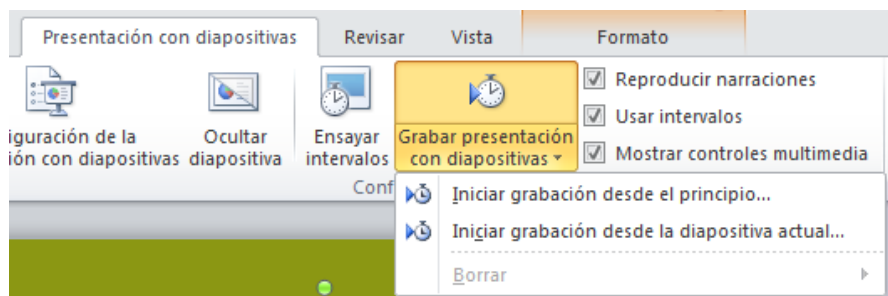 Presentación con diapositivas Revisar Vista Formato
Reproducir narraciones
Usar intervalos
iguración de la Ocultar Ensayar Grabar presentación
ión con diapositivas diapositiva intervalos con diapositivas Mostrar controles multimedia
Conf
Iniciar grabación desde el principio...
Iniciar grabación desde la diapositiva actual...
Borrar